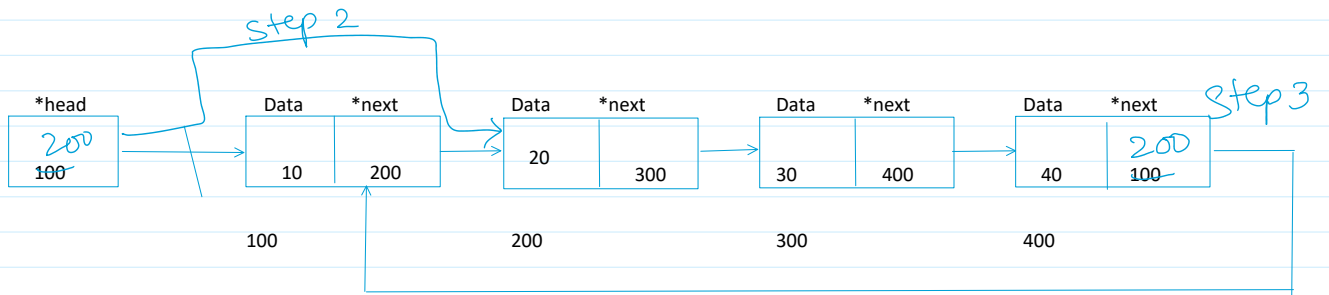 step 2
*head Data *next Data *next Data *next Data *next Step 3
200 200
100 10 200 20 300 30 400 40 100
100 200 300 400